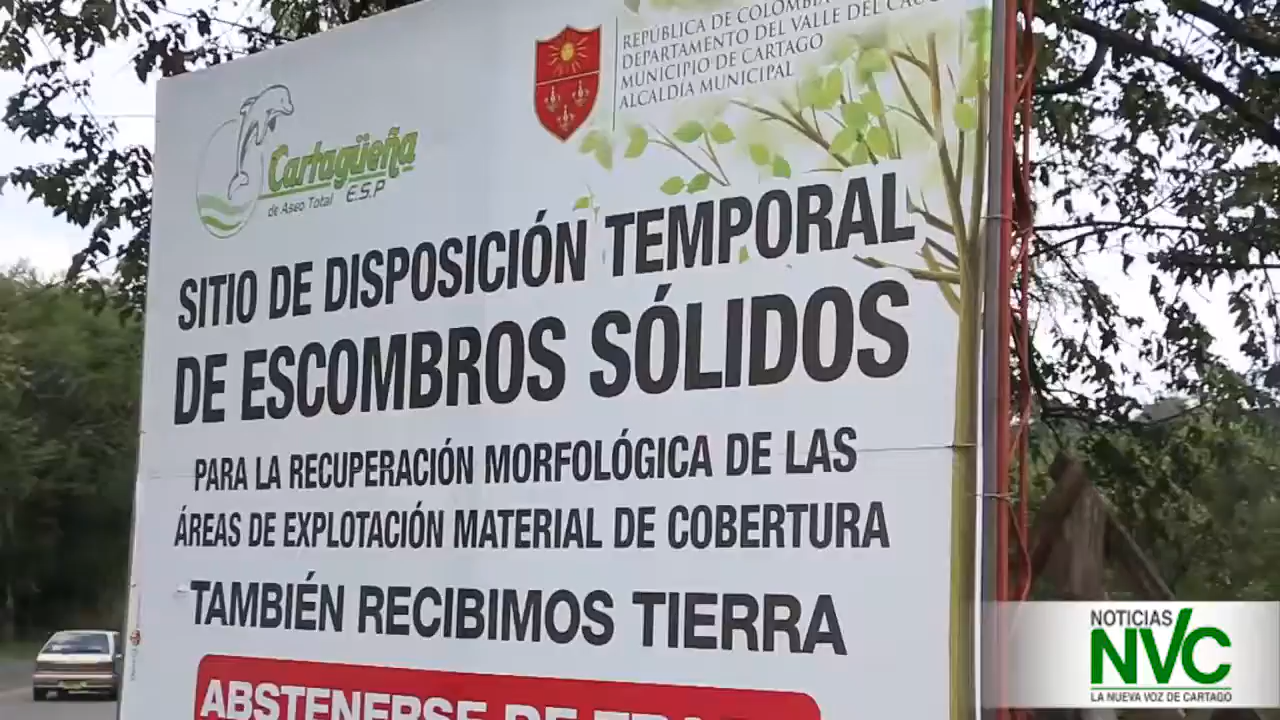 REPÚBLICA DE COLOMBIA
DEPARTAMENTO DEL VALLE DEL CAUCA
MUNICIPIO DE CARTAGO
ALCALDÍA MUNICIPAL
Cartagüeña
de Aseo Total E.S.P
SITIO DE DISPOSICIÓN TEMPORAL
DE ESCOMBROS SÓLIDOS
PARA LA RECUPERACIÓN MORFOLÓGICA DE LAS
ÁREAS DE EXPLOTACIÓN MATERIAL DE COBERTURA
TAMBIÉN RECIBIMOS TIERRA
ABSTENERSE DE
NOTICIAS
NVC
LA NUEVA VOZ DE CARTAGO